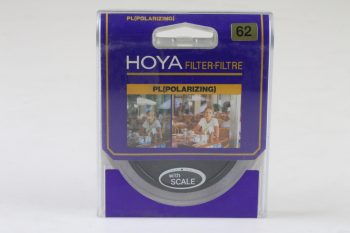 PL(POLARIZING)
62
HOYA FILTER-FILTRE
PL(POLARIZING)
with
SCALE